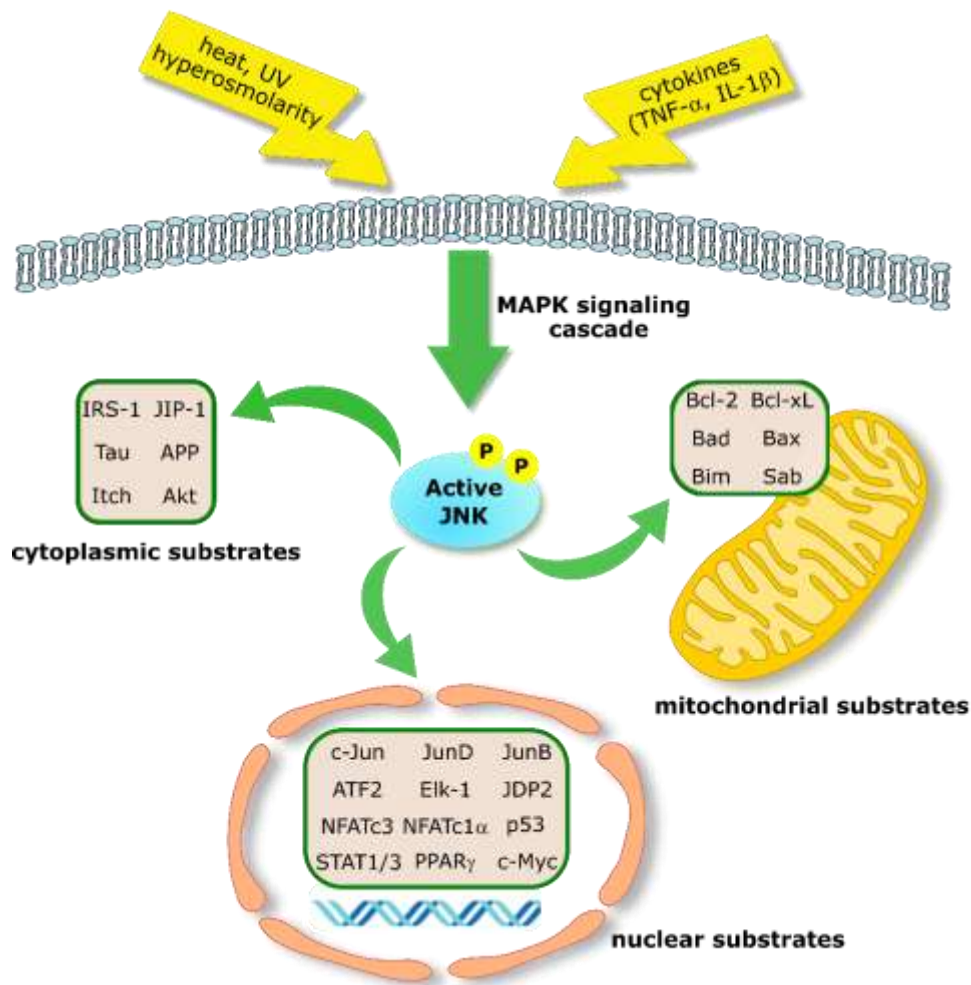 heat, UV
hyperosmolarity
cytokines
(TNF-α, IL-1β)
MAPK signaling
cascade
IRS-1 JIP-1
Tau APP
Itch Akt
cytoplasmic substrates
P P
Active
JNK
Bcl-2 Bcl-xL
Bad Bax
Bim Sab
mitochondrial substrates
c-Jun JunD JunB
ATF2 Elk-1 JDP2
NFATc3 NFATc1α p53
STAT1/3 PPARγ c-Myc
nuclear substrates